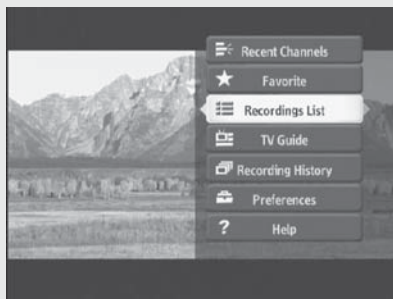 Recent Channels
Favorite
Recordings List
TV Guide
Recording History
Preferences
? Help